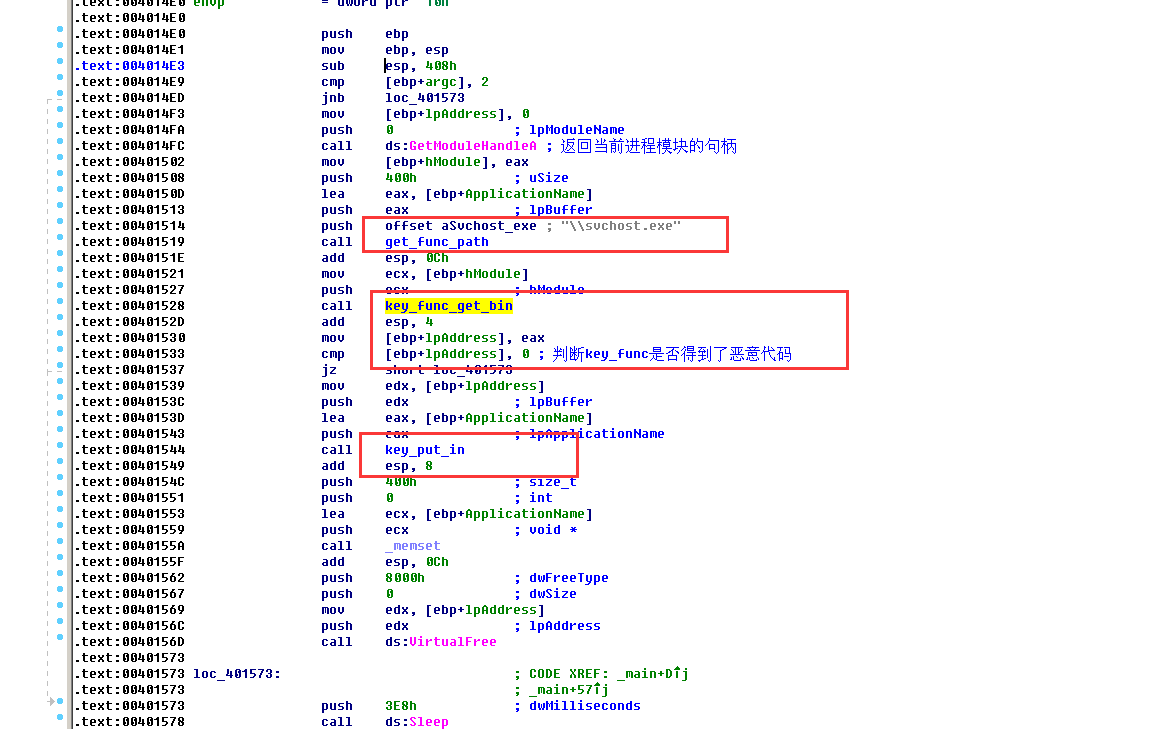 .text:004014E0 envp = dword ptr 10h
.text:004014E0
.text:004014E0 push ebp
.text:004014E1 mov ebp, esp
.text:004014E3 sub esp, 408h
.text:004014E9 cmp [ebp+argc], 2
.text:004014ED jnb loc_401573
.text:004014F3 mov [ebp+lpAddress], 0
.text:004014FA push 0 ; lpModuleName
.text:004014FC call ds:GetModuleHandleA ; 返回当前进程模块的句柄
.text:00401502 mov [ebp+hModule], eax
.text:00401508 push 400h ; uSize
.text:0040150D lea eax, [ebp+ApplicationName]
.text:00401513 push eax ; lpBuffer
.text:00401514 push offset aSvchost_exe ; "\\svchost.exe"
.text:00401519 call get_func_path
.text:0040151E add esp, 0Ch
.text:00401521 mov ecx, [ebp+hModule]
.text:00401527 push ecx ; hModule
.text:00401528 call key_func_get_bin
.text:0040152D add esp, 4
.text:00401530 mov [ebp+lpAddress], eax
.text:00401533 cmp [ebp+lpAddress], 0 ; 判断key_func是否得到了恶意代码
.text:00401537 jz short loc_401573
.text:00401539 mov edx, [ebp+lpAddress]
.text:0040153C push edx ; lpBuffer
.text:0040153D lea eax, [ebp+ApplicationName]
.text:00401543 push eax ; lpApplicationName
.text:00401544 call key_put_in
.text:00401549 add esp, 8
.text:0040154C push 400h ; size_t
.text:00401551 push 0 ; int
.text:00401553 lea ecx, [ebp+ApplicationName]
.text:00401559 push ecx ; void *
.text:0040155A call _memset
.text:0040155F add esp, 0Ch
.text:00401562 push 8000h ; dwFreeType
.text:00401567 push 0 ; dwSize
.text:00401569 mov edx, [ebp+lpAddress]
.text:0040156C push edx ; lpAddress
.text:0040156D call ds:VirtualFree
.text:00401573
.text:00401573 loc_401573: ; CODE XREF: _main+D↑j
.text:00401573 ; _main+57↑j
.text:00401573 push 3E8h ; dwMilliseconds
.text:00401578 call ds:Sleep